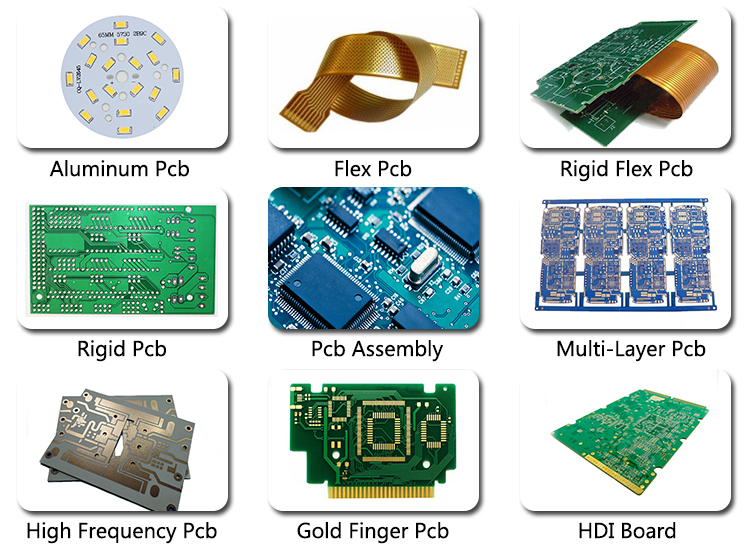 65MM 5730 2B9C
Aluminum Pcb
Flex Pcb
Rigid Flex Pcb
Rigid Pcb
Pcb Assembly
Multi-Layer Pcb
High Frequency Pcb
Gold Finger Pcb
HDI Board